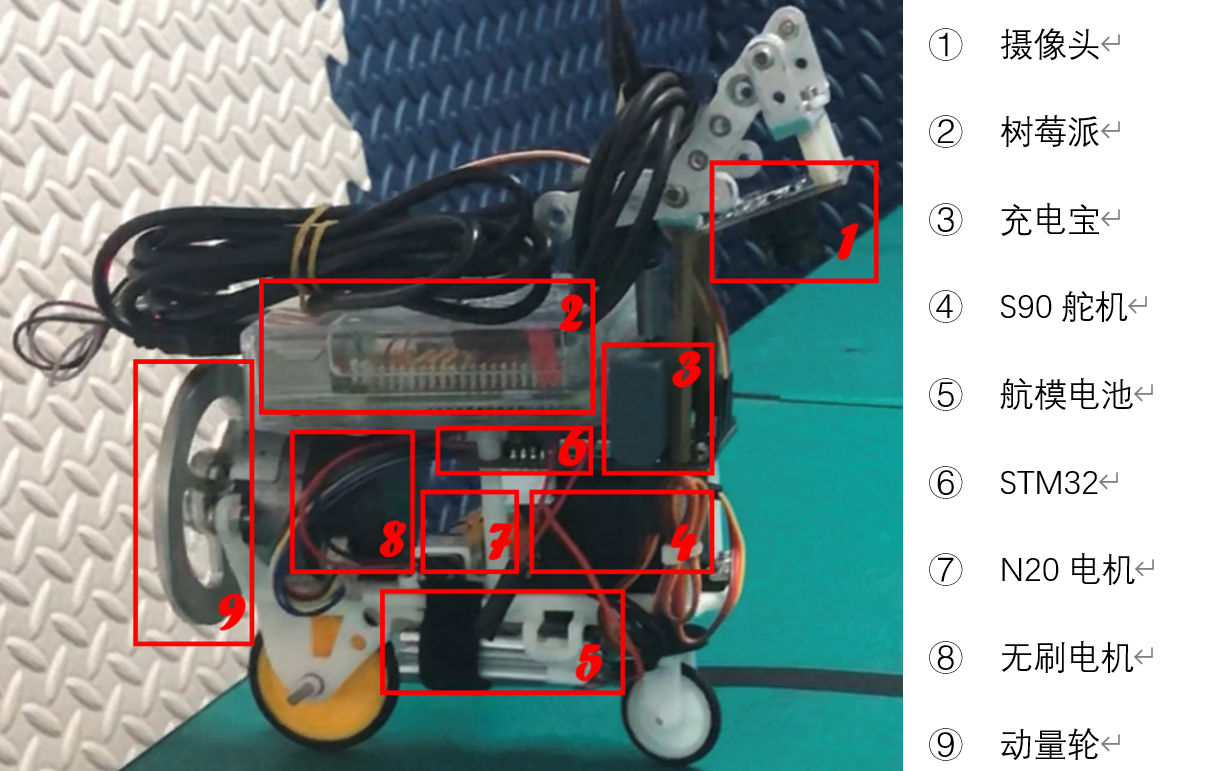 1
2
3
6
7
4
8
9
5
① 摄像头↵
② 树莓派↵
③ 充电宝↵
④ S90 舵机↵
⑤ 航模电池↵
⑥ STM32↵
⑦ N20 电机↵
⑧ 无刷电机↵
⑨ 动量轮↵